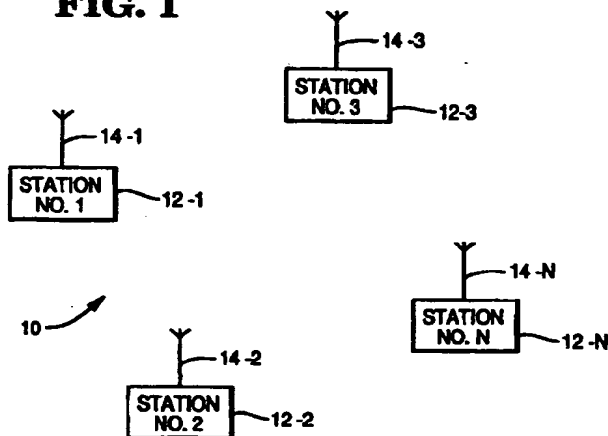 FIG. 1
14-3
STATION
NO. 3
12-3
14-1
STATION
NO. 1
12-1
14-N
STATION
NO. N
12-N
10
14-2
STATION
NO. 2
12-2